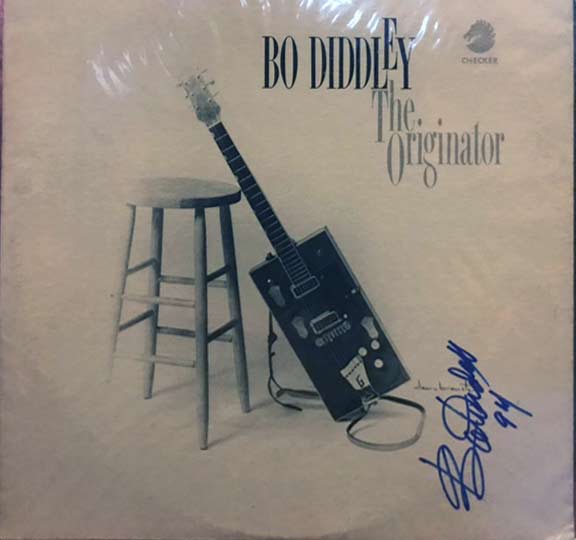 BO DIDDLEY
CHECKER
The
Originator
G
Bo Diddley
94